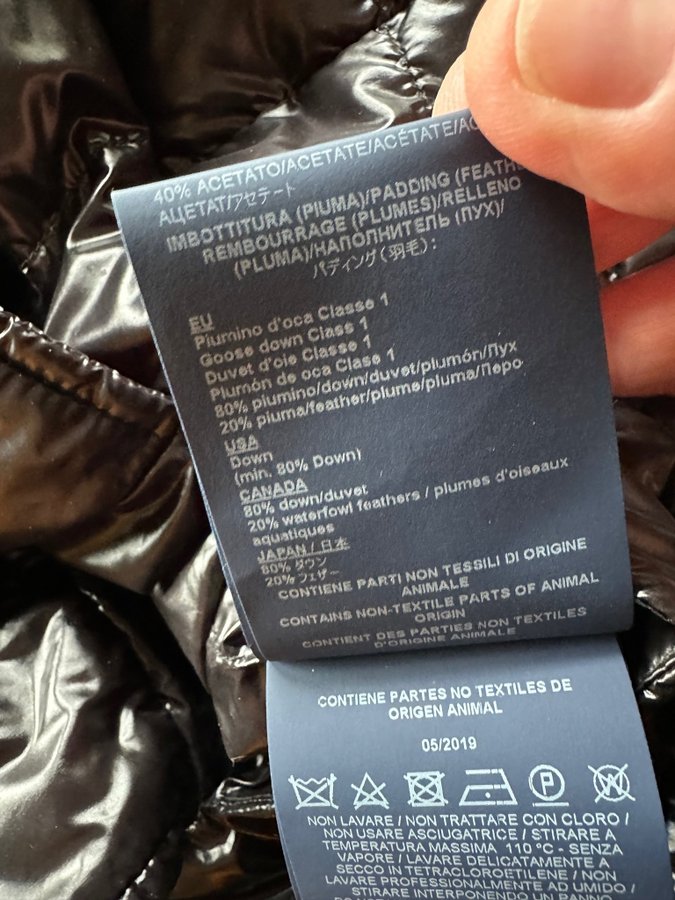 40% ACETATO/ACETATE/ACÉTATE/AC
АЦЕТАТ/アセテート
IMBOTTITURA (PIUMA)/PADDING (FEATHE
REMBOURRAGE (PLUMES)/RELLENO
(PLUMA)/НАПОЛНИТЕЛЬ (ПУХ)/
パディング(羽毛):
EU
Piumino d'oca Classe 1
Goose down Class 1
Duvet d'oie Classe 1
Plumón de oca Clase 1
80% piumino/down/duvet/plumón/Пух
20% piuma/feather/plume/pluma/Перо
USA
Down
(min. 80% Down)
CANADA
80% down/duvet
20% waterfowl feathers / plumes d'oiseaux
aquatiques
JAPAN / 日本
80% ダウン
20% フェザー
CONTIENE PARTI NON TESSILI DI ORIGINE
ANIMALE
CONTAINS NON-TEXTILE PARTS OF ANIMAL
ORIGIN
CONTIENT DES PARTIES NON TEXTILES
D'ORIGINE ANIMALE
CONTIENE PARTES NO TEXTILES DE
ORIGEN ANIMAL
05/2019
P
W
NON LAVARE / NON TRATTARE CON CLORO /
NON USARE ASCIUGATRICE / STIRARE A
TEMPERATURA MASSIMA 110 °C - SENZA
VAPORE / LAVARE DELICATAMENTE A
SECCO IN TETRACLOROETILENE / NON
LAVARE PROFESSIONALMENTE AD UMIDO /
STIRARE INTERPONENDO UN PANNO